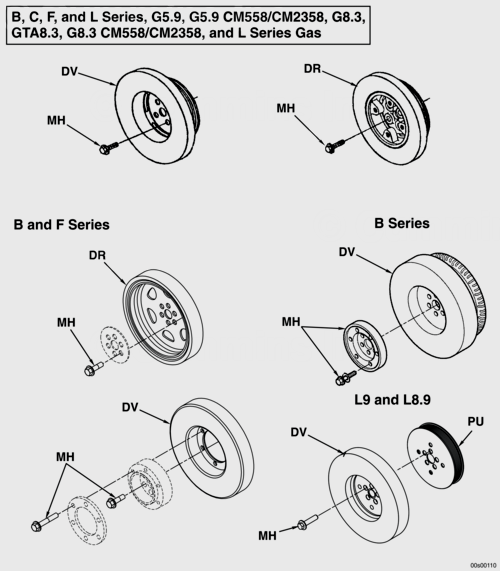 B, C, F, and L Series, G5.9, G5.9 CM558/CM2358, G8.3,
GTA8.3, G8.3 CM558/CM2358, and L Series Gas
DV
MH
DR
MH
B and F Series
DR
MH
B Series
DV
MH
DV
MH
L9 and L8.9
DV
PU
MH
00s00110